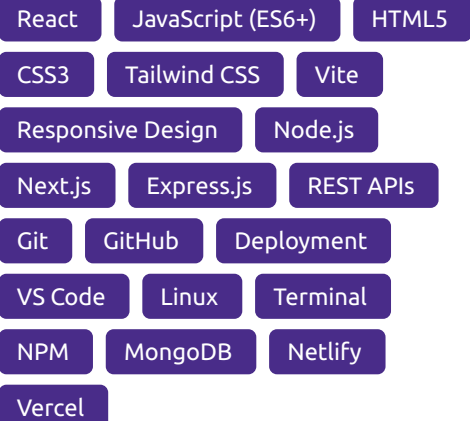 React JavaScript (ES6+) HTML5
CSS3 Tailwind CSS Vite
Responsive Design Node.js
Next.js Express.js REST APIs
Git GitHub Deployment
VS Code Linux Terminal
NPM MongoDB Netlify
Vercel